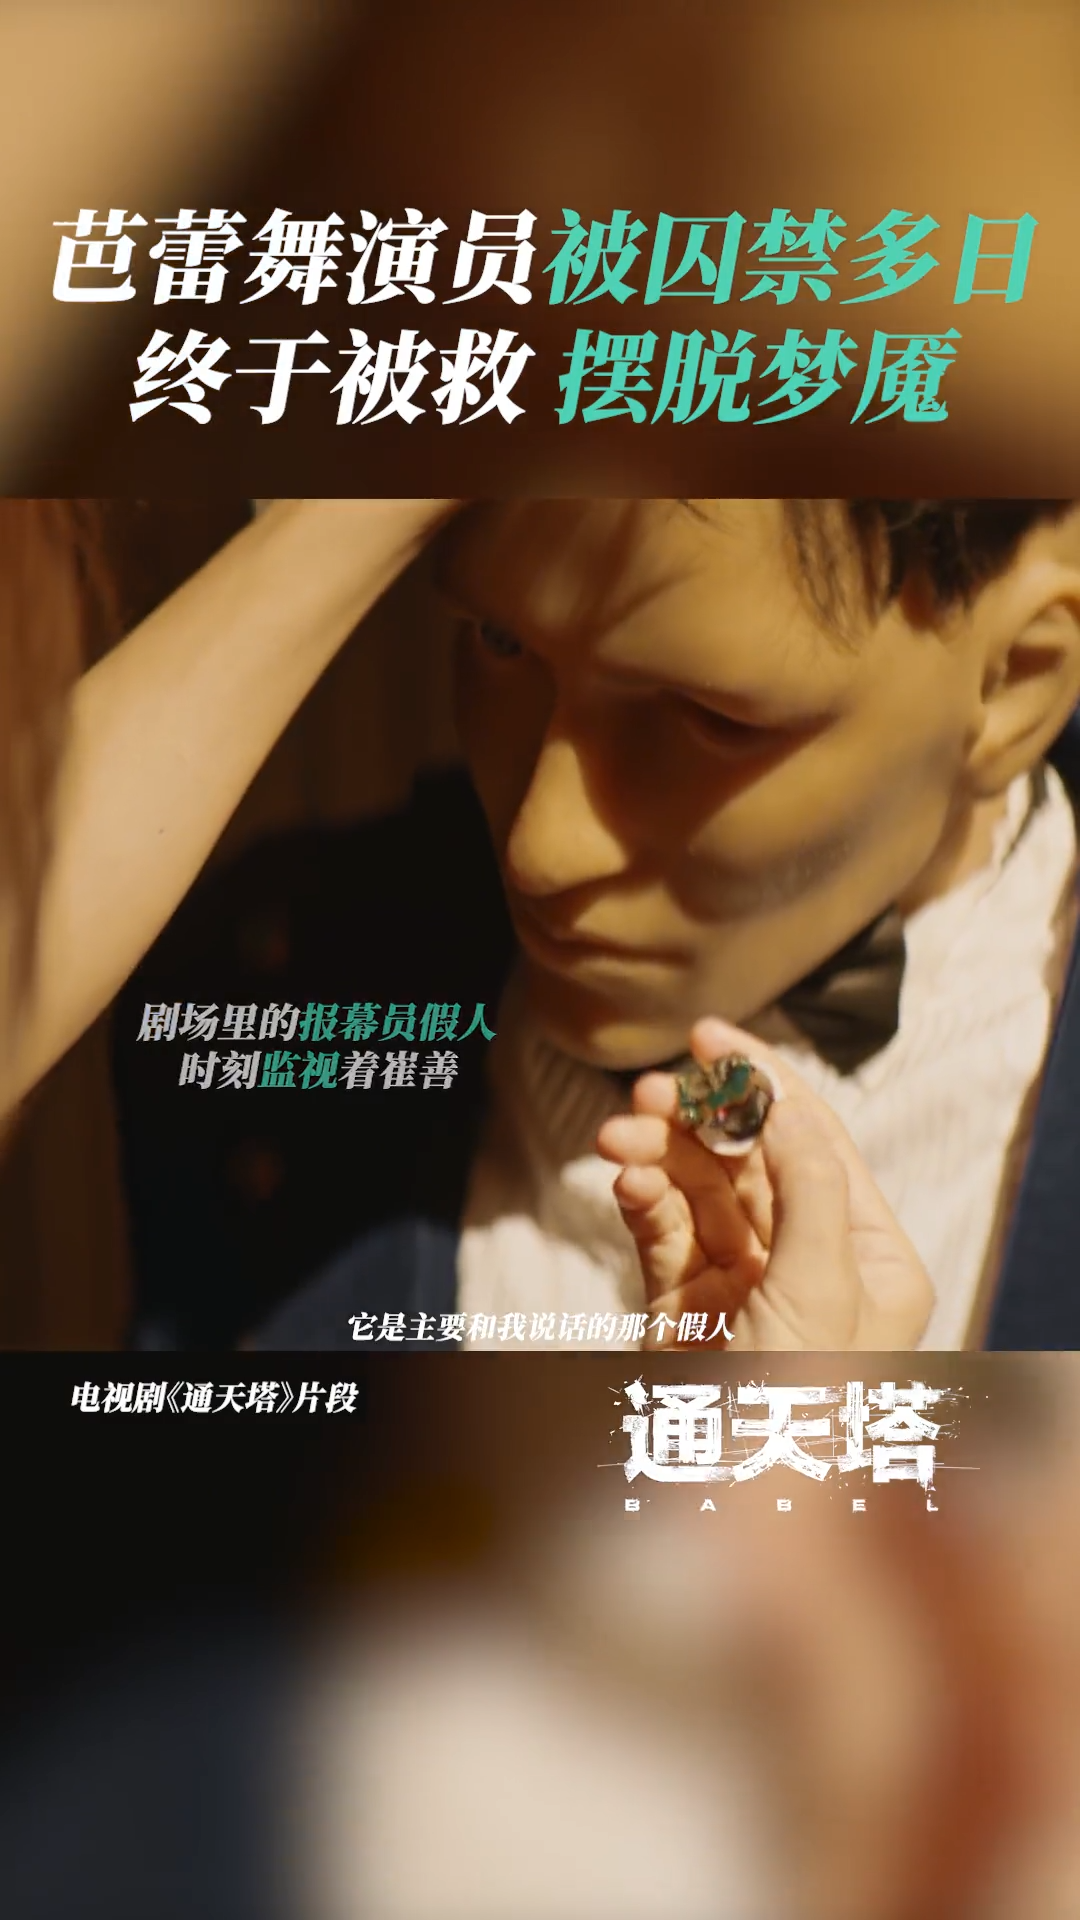 芭蕾舞演员被囚禁多日
终于被救 摆脱梦魇
剧场里的报幕员假人
时刻监视着崔善
它是主要和我说话的那个假人
电视剧《通天塔》片段
通天塔
BABEL